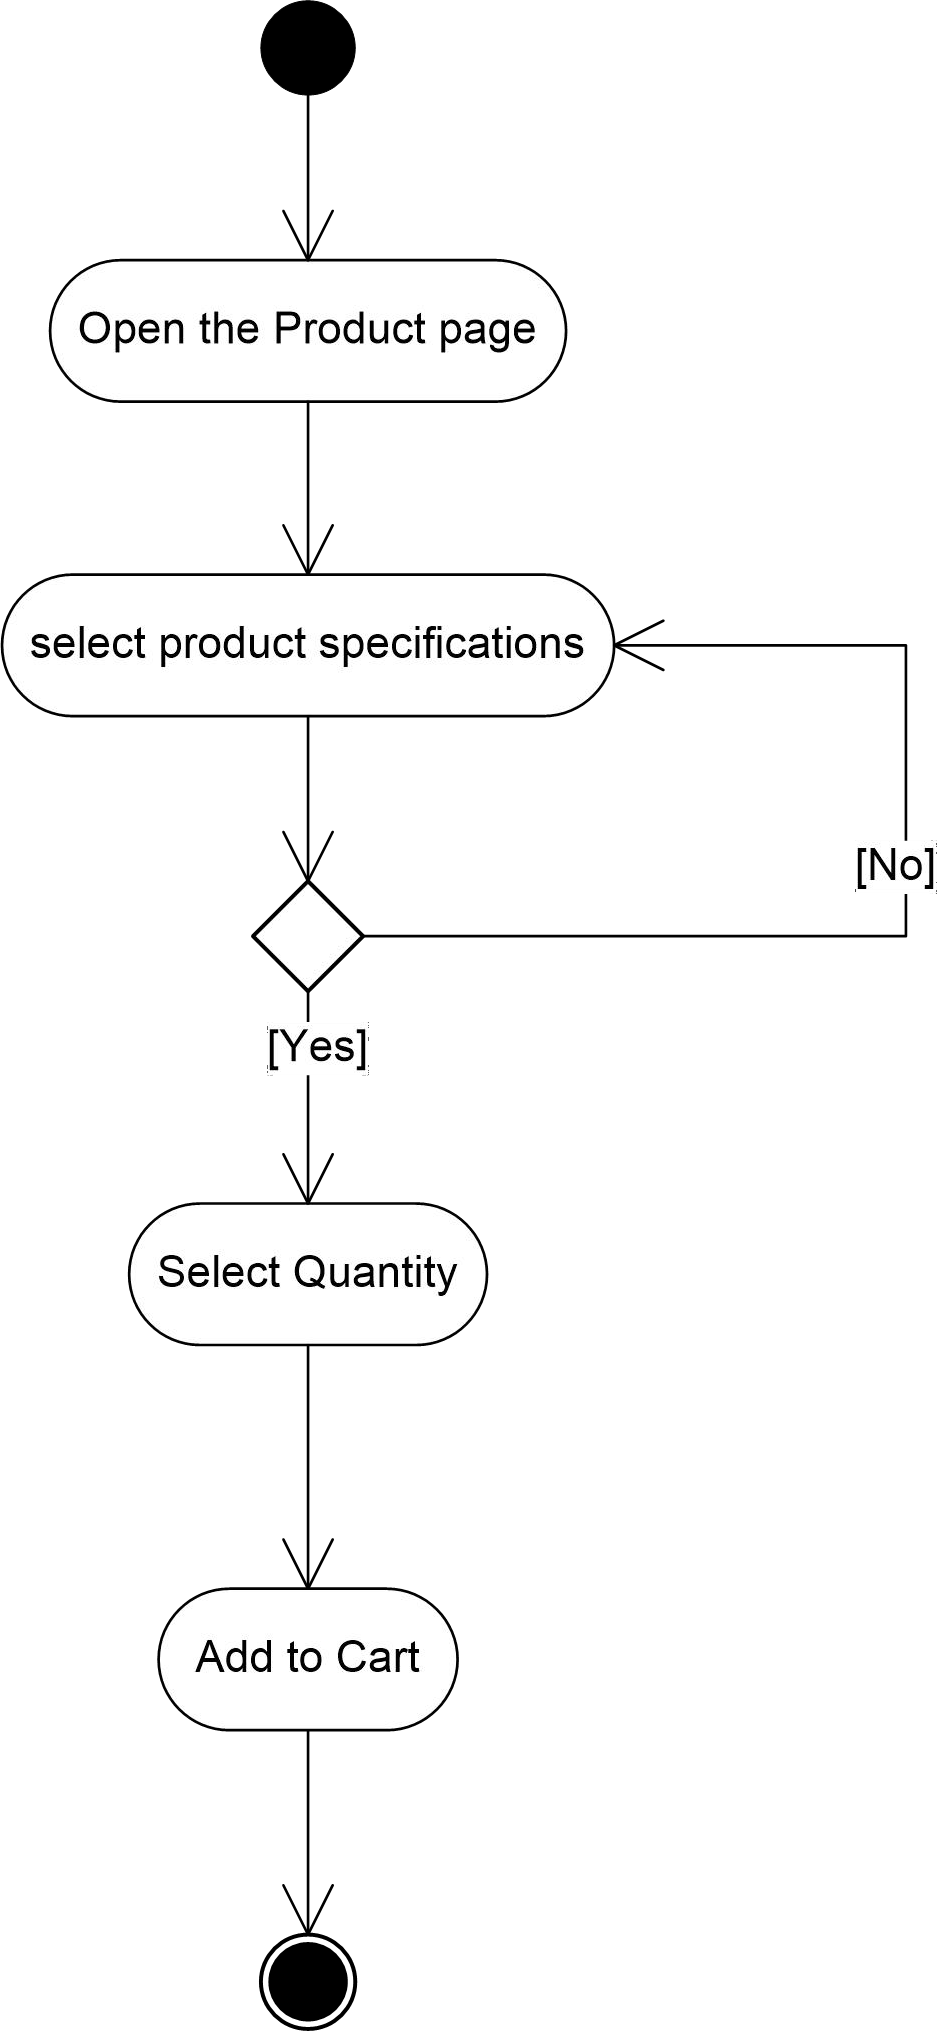 Open the Product page
select product specifications
[No]
[Yes]
Select Quantity
Add to Cart